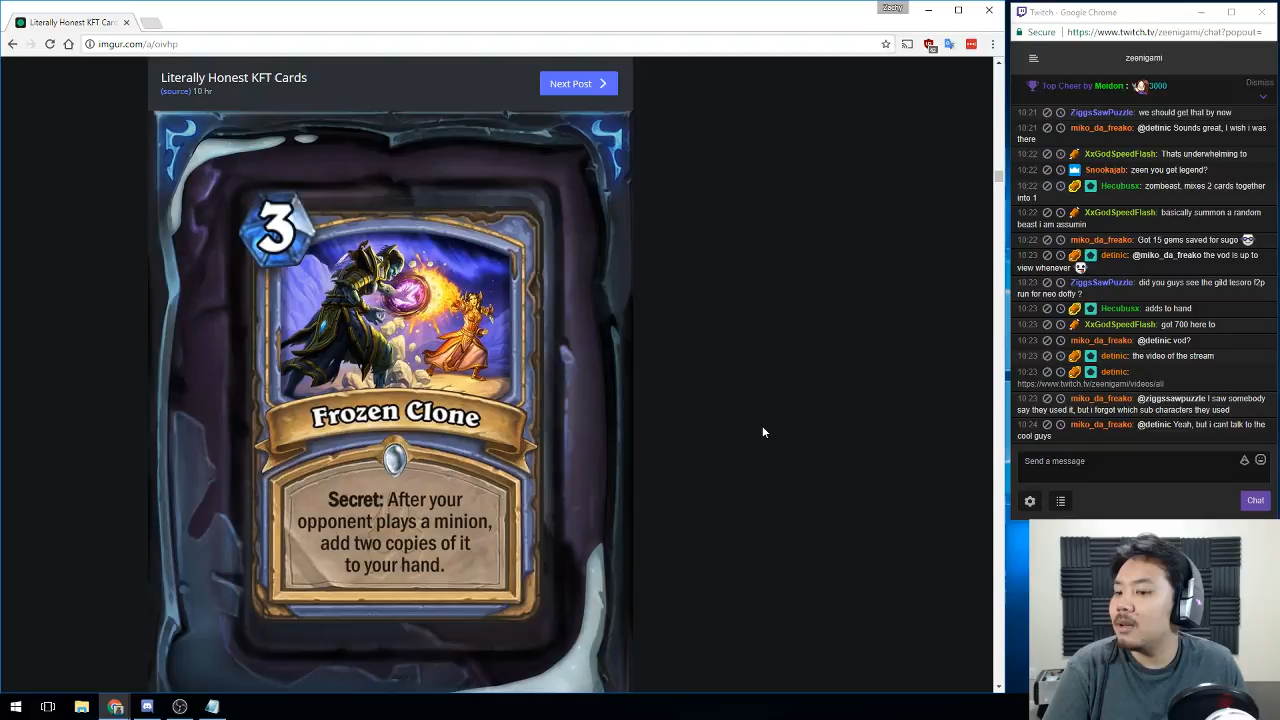 Literally Honest KFT Card
Zachy
imgur.com/a/oivhp
Literally Honest KFT Cards
(source) 10 hr
Next Post
3
Frozen Clone
Secret: After your
opponent plays a minion,
add two copies of it
to your hand.
Twitch - Google Chrome
Secure https://www.twitch.tv/zeenigami/chat?popout=
zeenigami
Top Cheer by Meidori : 3000
Dismiss
10:21 ZiggsSawPuzzle: we should get that by now
10:21 miko_da_freako: @detinic Sounds great, I wish i was
there
10:22 XxGodSpeedFlash: Thats underwhelming to
10:22 Snookajab: zeen you get legend?
10:22 Hecubusx: zombeast, mixes 2 cards together
into 1
10:22 XxGodSpeedFlash: basically summon a random
beast i am assumin
10:22 miko_da_freako: Got 15 gems saved for sugo
10:23 detinic: @miko_da_freako the vod is up to
view whenever
10:23 ZiggsSawPuzzle: did you guys see the gild tesoro f2p
run for neo doffy ?
10:23 Hecubusx: adds to hand
10:23 XxGodSpeedFlash: got 700 here to
10:23 miko_da_freako: @detinic vod?
10:23 detinic: the video of the stream
10:23 detinic:
https://www.twitch.tv/zeenigami/videos/all
10:23 miko_da_freako: @ziggssawpuzzle I saw somebody
say they used it, but i forgot which sub characters they used
10:24 miko_da_freako: @detinic Yeah, but i cant talk to the
cool guys
Send a message
Chat